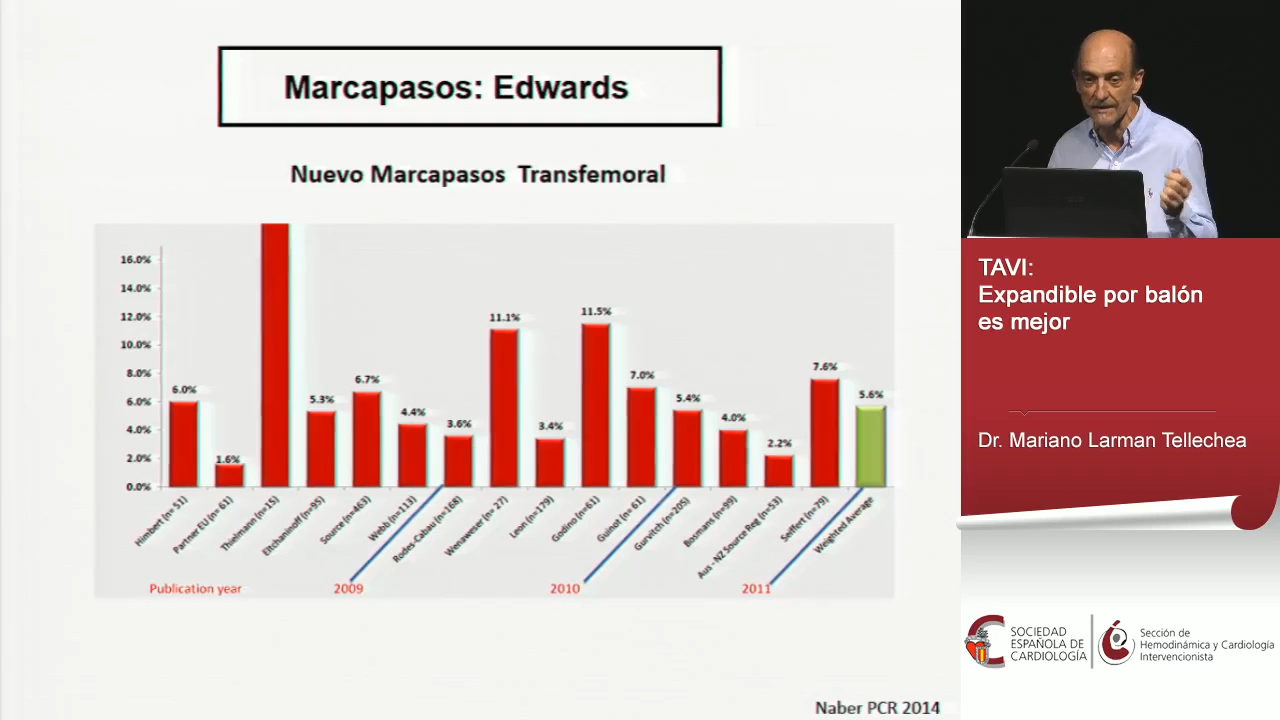 Marcapasos: Edwards
Nuevo Marcapasos Transfemoral
16.0%
14.0%
12.0%
10.0%
8.0%
6.0%
4.0%
2.0%
0.0%
6.0%
1.6%
5.3%
6.7%
4.4%
3.6%
11.1%
3.4%
11.5%
7.0%
5.4%
4.0%
2.2%
7.6%
5.6%
Himbert (n= 51)
Partner EU (n= 61)
Thielmann (n=15)
Eltchaninoff (n=95)
Source (n=463)
Webb (n=113)
Rodes-Cabau (n=168)
Wenaweser (n= 27)
Leon (n=179)
Godino (n=61)
Guinot (n= 61)
Gurvitch (n=205)
Bosmans (n=99)
Aus - NZ Source Reg (n=53)
Seiffert (n=79)
Weighted Average
Publication year
2009
2010
2011
Naber PCR 2014
TAVI:
Expandible por balón
es mejor
Dr. Mariano Larman Tellechea
SOCIEDAD
ESPAÑOLA DE
CARDIOLOGÍA
Sección de
Hemodinámica y Cardiología
Intervencionista